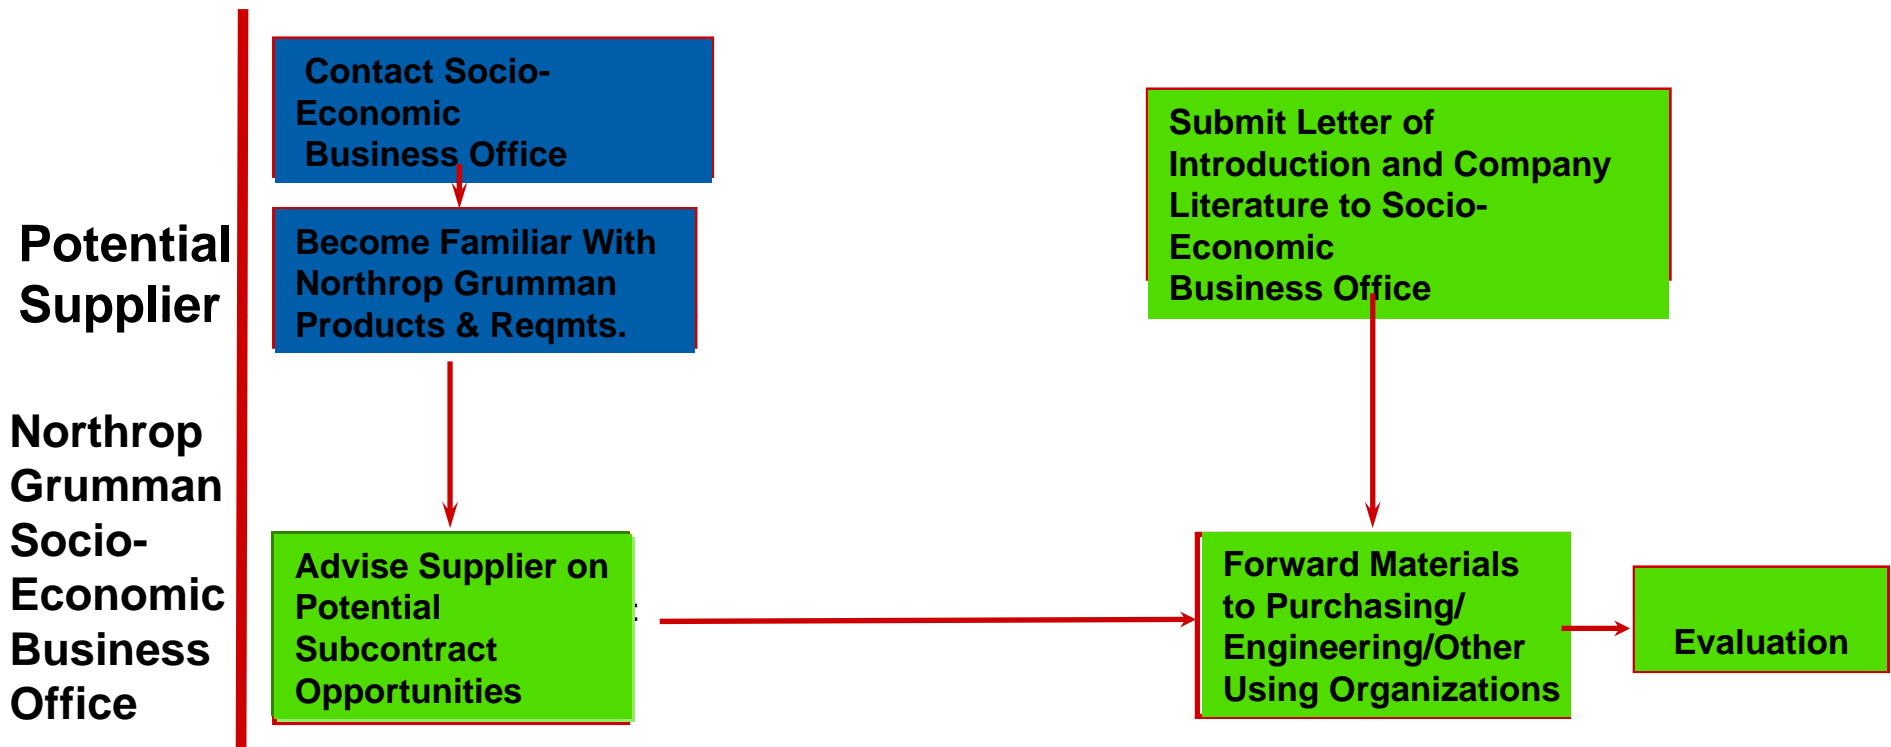 Potential
Supplier
Northrop
Grumman
Socio-
Economic
Business
Office
Contact Socio-
Economic
Business Office
Become Familiar With
Northrop Grumman
Products & Reqmts.
Advise Supplier on
Potential
Subcontract
Opportunities
Submit Letter of
Introduction and Company
Literature to Socio-
Economic
Business Office
Forward Materials
to Purchasing/
Engineering/Other
Using Organizations
Evaluation